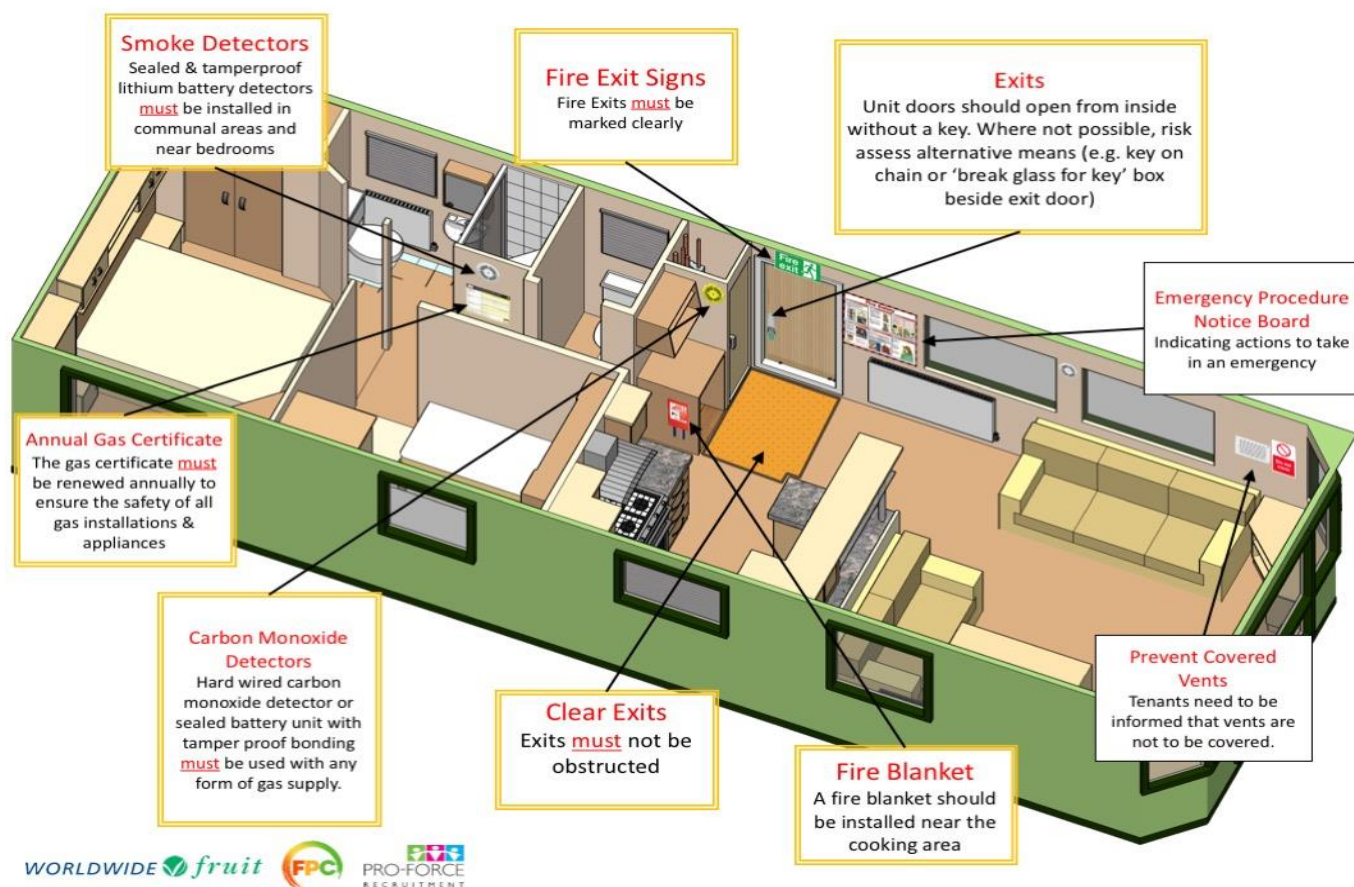 Smoke Detectors
Sealed & tamperproof
lithium battery detectors
must be installed in
communal areas and
near bedrooms
Fire Exit Signs
Fire Exits must be
marked clearly
Exits
Unit doors should open from inside
without a key. Where not possible, risk
assess alternative means (e.g. key on
chain or ‘break glass for key’ box
beside exit door)
Fire
exit
Emergency Procedure
Notice Board
Indicating actions to take
in an emergency
Annual Gas Certificate
The gas certificate must
be renewed annually to
ensure the safety of all
gas installations &
appliances
Carbon Monoxide
Detectors
Hard wired carbon
monoxide detector or
sealed battery unit with
tamper proof bonding
must be used with any
form of gas supply.
Clear Exits
Exits must not be
obstructed
Fire Blanket
A fire blanket should
be installed near the
cooking area
Prevent Covered
Vents
Tenants need to be
informed that vents are
not to be covered.
WORLDWIDE fruit
FPC
PRO-FORCE
RECRUITMENT